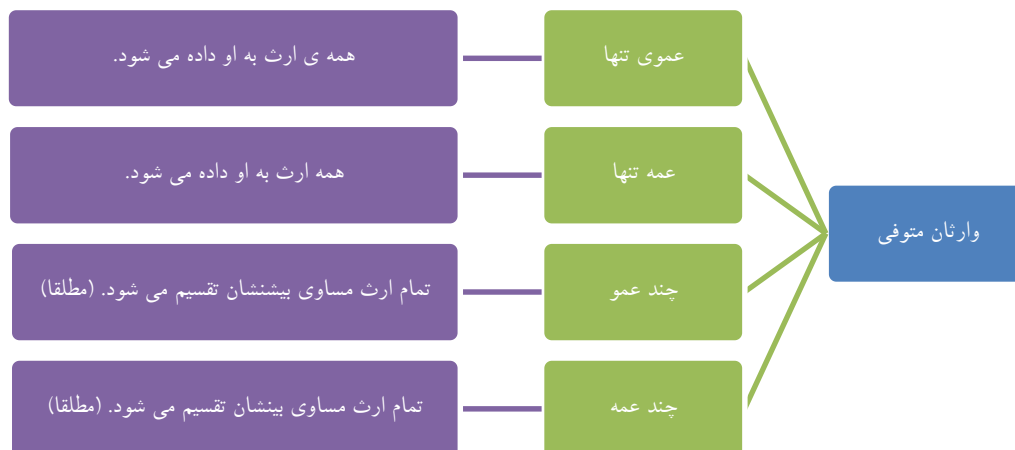 وارثان متوفی
عموی تنها
همه ی ارث به او داده می شود.
عمه تنها
همه ارث به او داده می شود.
چند عمو
تمام ارث مساوی بیشنشان تقسیم می شود. (مطلقا)
چند عمه
تمام ارث مساوی بینشنان تقسیم می شود. (مطلقا)